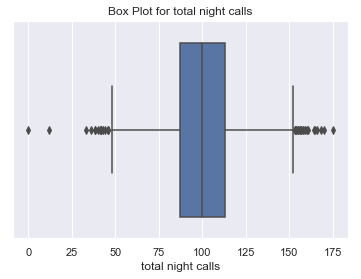 Box Plot for total night calls
0 25 50 75 100 125 150 175
total night calls